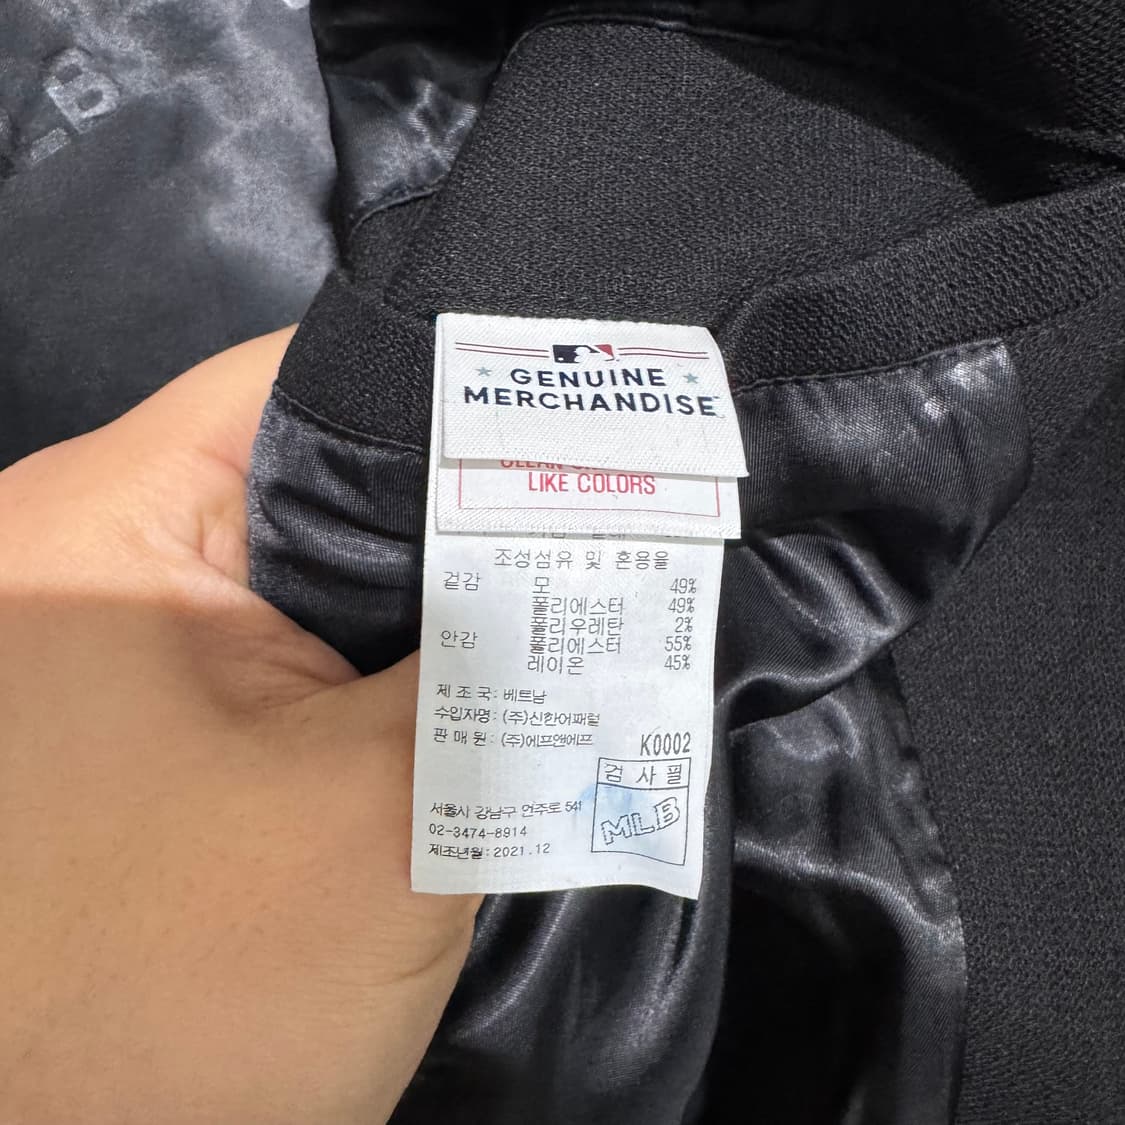 LB
GENUINE
MERCHANDISE
LIKE COLORS
조성섬유 및 혼용율
겉감 모 49%
폴리에스터 49%
폴리우레탄 2%
안감 폴리에스터 55%
레이온 45%
제 조 국: 베트남
수입자명: (주)신한어패럴
판 매 원: (주)에프앤에프
K0002
검 사 필
MLB
서울시 강남구 언주로 541
02-3474-8914
제조년월:2021.12